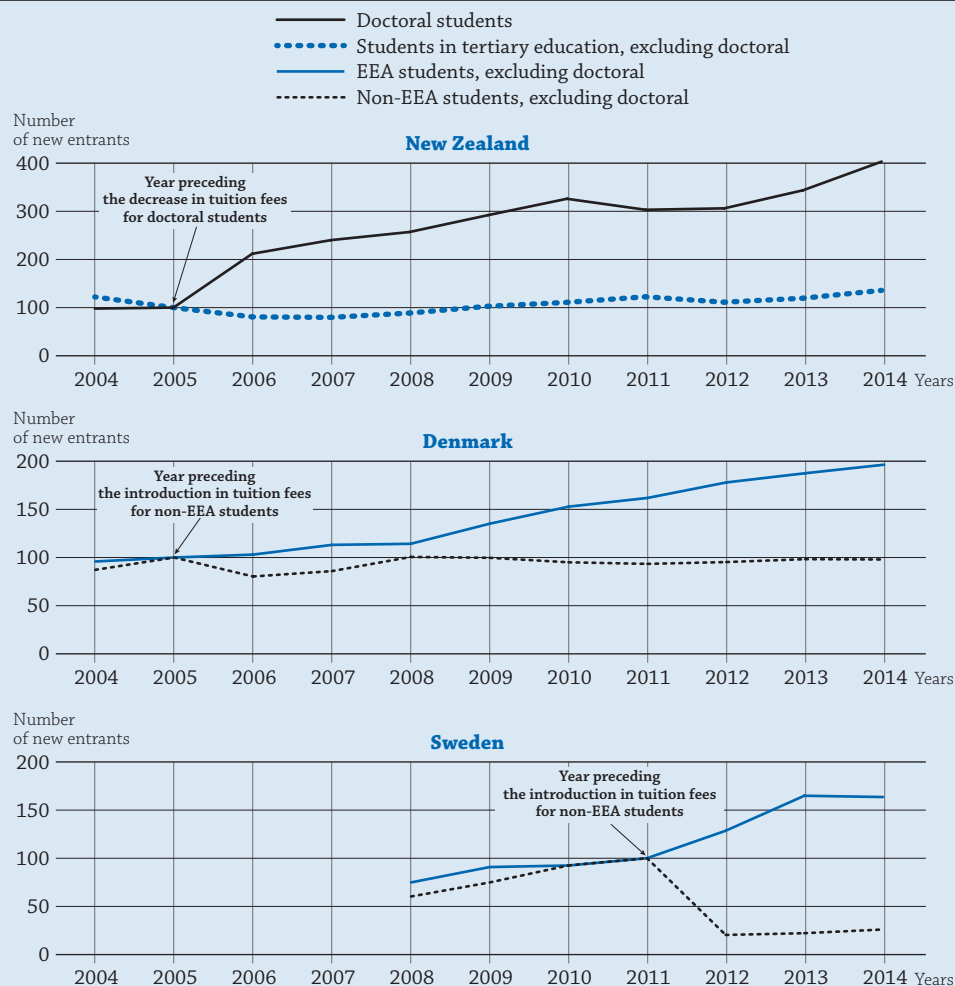 Doctoral students
Students in tertiary education, excluding doctoral
EEA students, excluding doctoral
Non-EEA students, excluding doctoral
Number
of new entrants
New Zealand
400
300
200
100
0
Year preceding
the decrease in tuition fees
for doctoral students
2004 2005 2006 2007 2008 2009 2010 2011 2012 2013 2014 Years
Number
of new entrants
Denmark
200
150
100
50
0
Year preceding
the introduction in tuition fees
for non-EEA students
2004 2005 2006 2007 2008 2009 2010 2011 2012 2013 2014 Years
Number
of new entrants
Sweden
200
150
100
50
0
Year preceding
the introduction in tuition fees
for non-EEA students
2004 2005 2006 2007 2008 2009 2010 2011 2012 2013 2014 Years